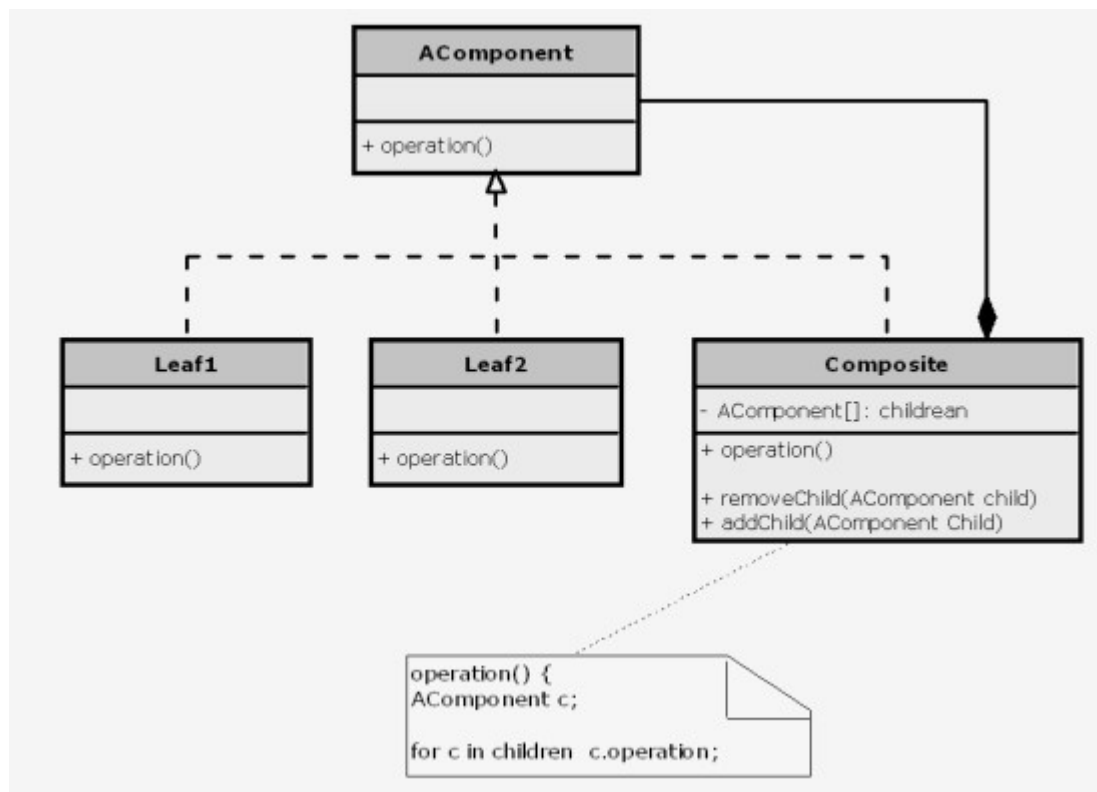 AComponent
+ operation()
Leaf1
+ operation()
Leaf2
+ operation()
Composite
- AComponent[]: childrean
+ operation()
+ removeChild(AComponent child)
+ addChild(AComponent Child)
operation() {
AComponent c;
for c in children c.operation;